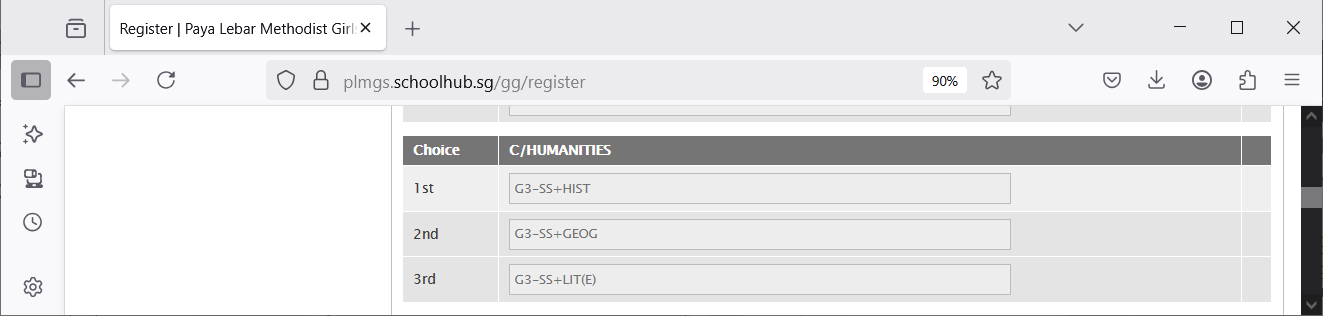 Register | Paya Lebar Methodist Girl
plmgs.schoolhub.sg/gg/register
90%
Choice C/HUMANITIES
1st G3-SS+HIST
2nd G3-SS+GEOG
3rd G3-SS+LIT(E)